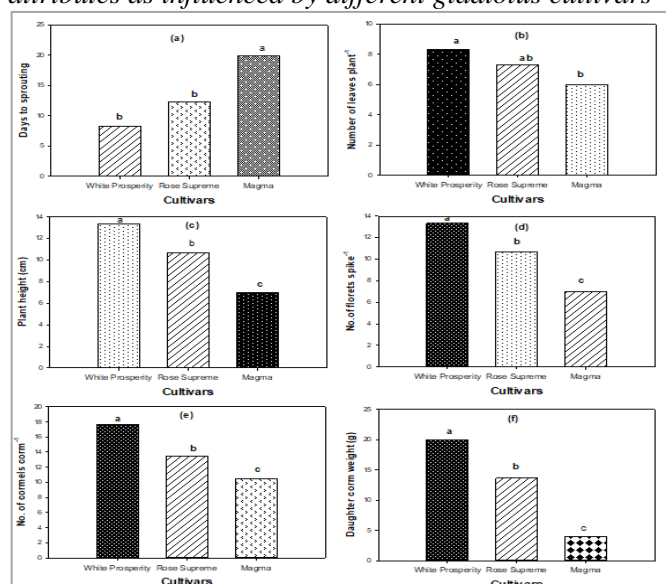 attributes as influenced by different gladiolus cultivars
(a)
Days to sprouting
25
20
15
10
5
0
b
b
a
White Prosperity Rose Supreme Magma
Cultivars
(b)
Number of leaves plant-1
10
8
6
4
2
0
a
ab
b
White Prosperity Rose Supreme Magma
Cultivars
(c)
Plant height (cm)
14
12
10
8
6
4
2
0
a
b
c
White Prosperity Rose Supreme Magma
Cultivars
(d)
No.of florets spike-1
14
12
10
8
6
4
2
0
a
b
c
White Prosperity Rose Supreme Magma
Cultivars
(e)
No. of cormels corm-1
20
18
16
14
12
10
8
6
4
2
0
a
b
c
White Prosperity Rose Supreme Magma
Cultivars
(f)
Daughter corm weight (g)
25
20
15
10
5
0
a
b
c
White Prosperity Rose Supreme Magma
Cultivars